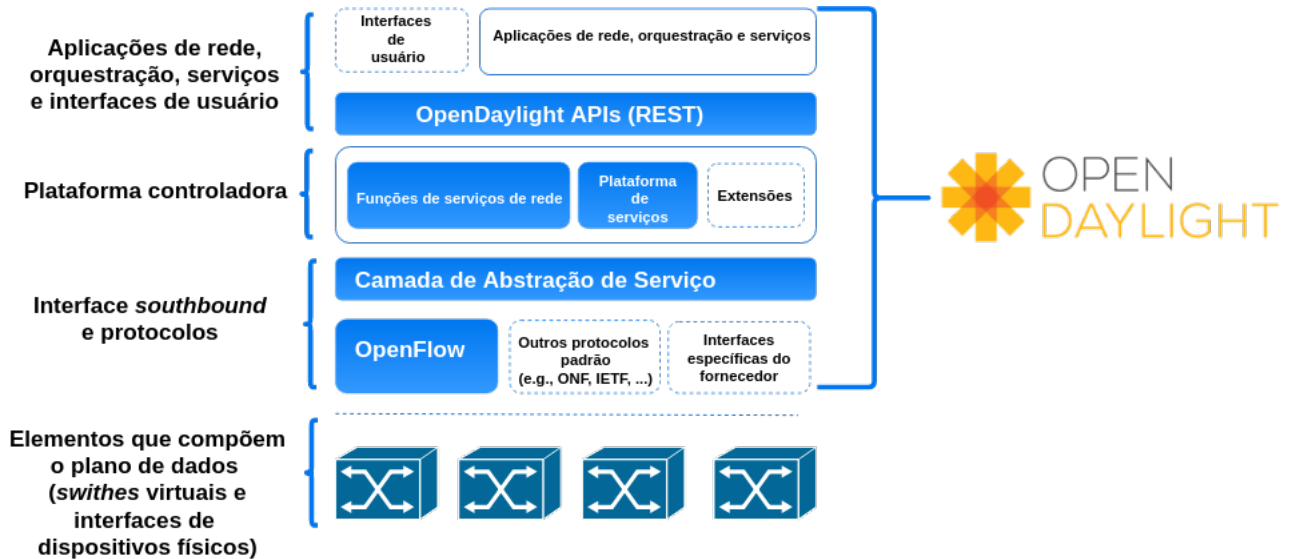 Aplicações de rede,
orquestração, serviços
e interfaces de usuário
Interfaces
de
usuário
Aplicações de rede, orquestração e serviços
OpenDaylight APIs (REST)
Plataforma controladora
Funções de serviços de rede
Plataforma
de
serviços
Extensões
Interface southbound
e protocolos
Camada de Abstração de Serviço
OpenFlow
Outros protocolos
padrão
(e.g., ONF, IETF, ...)
Interfaces
específicas do
fornecedor
Elementos que compõem
o plano de dados
(swithes virtuais e
interfaces de
dispositivos físicos)
OPEN
DAYLIGHT